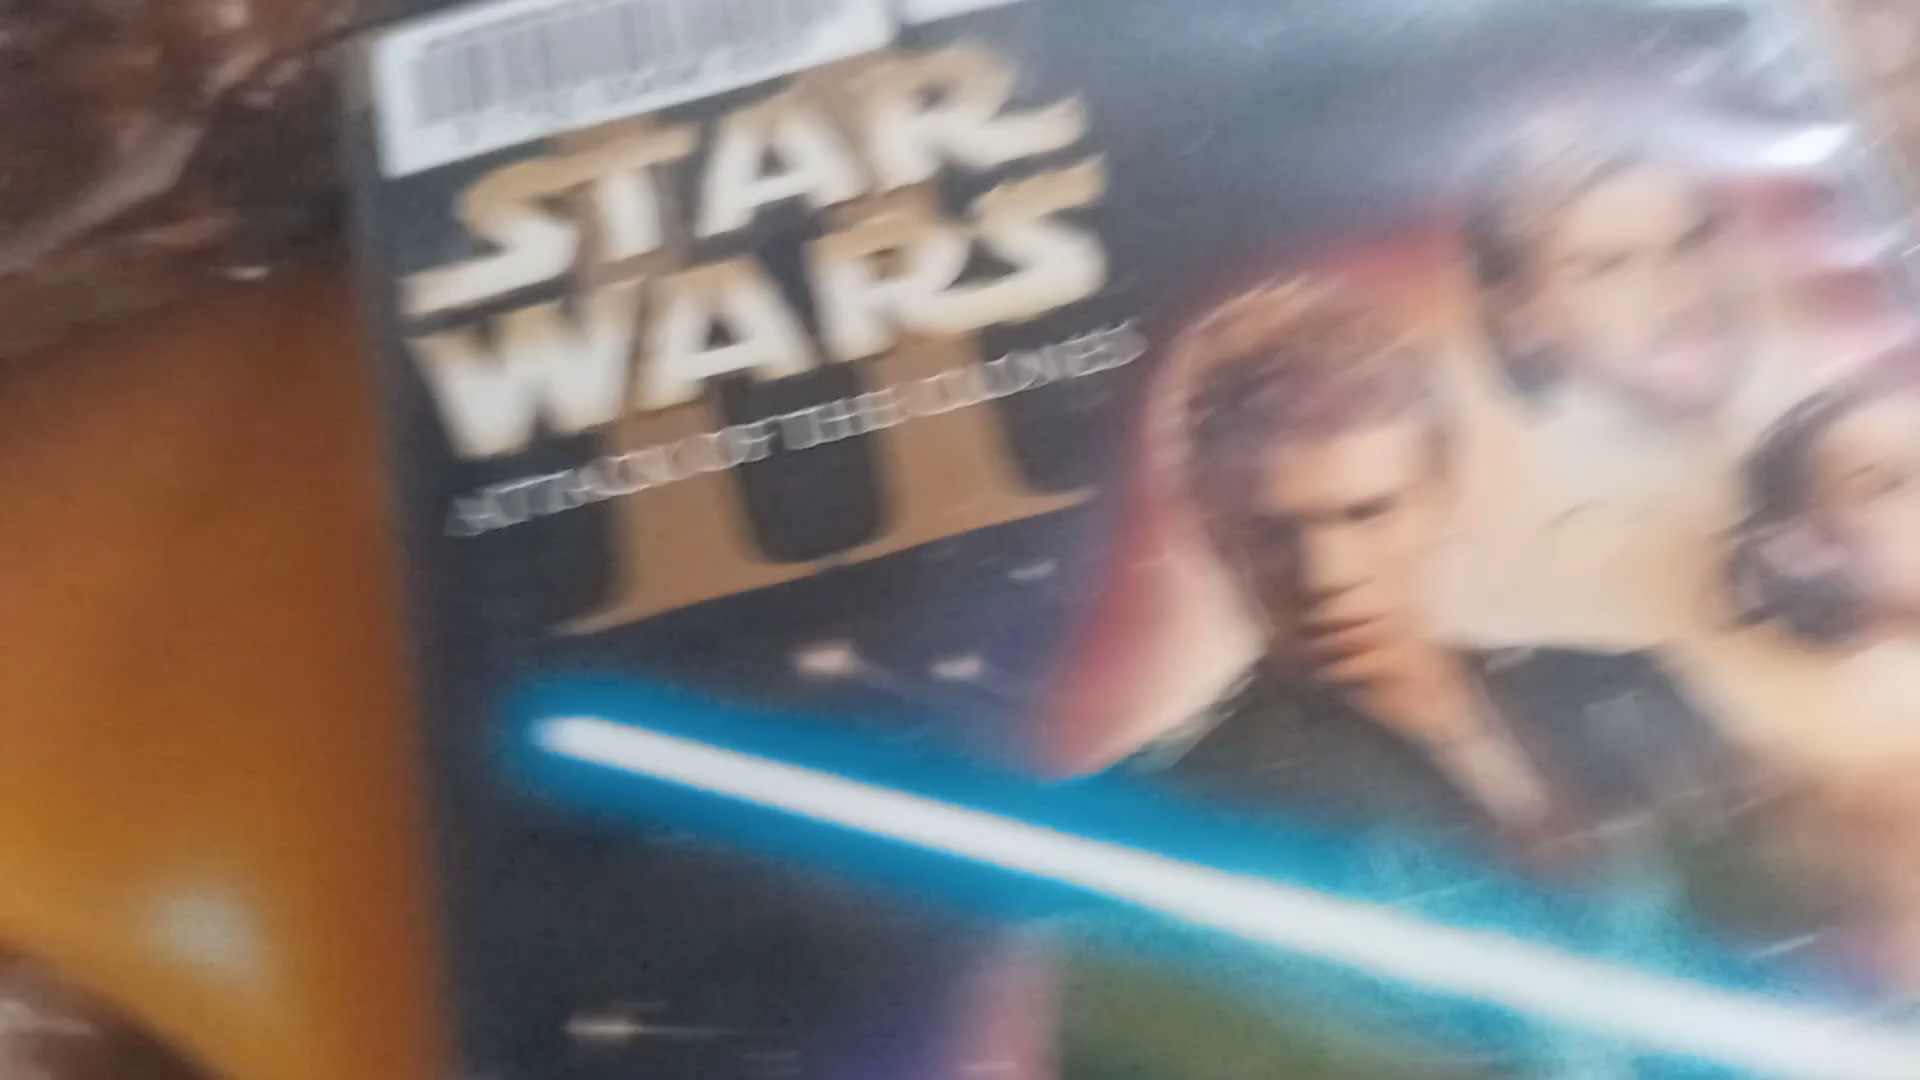 STAR
WARS
II
ATTACK OF THE CLONES